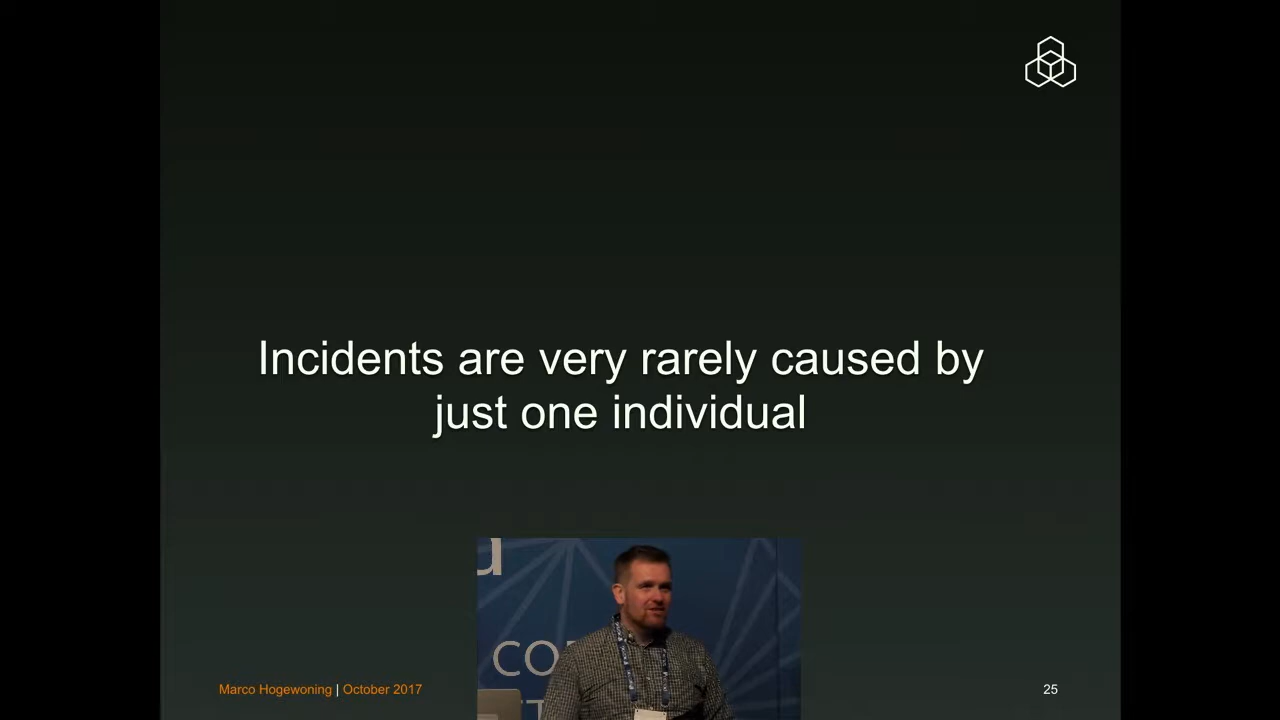 Incidents are very rarely caused by
just one individual
Marco Hogewoning | October 2017
25